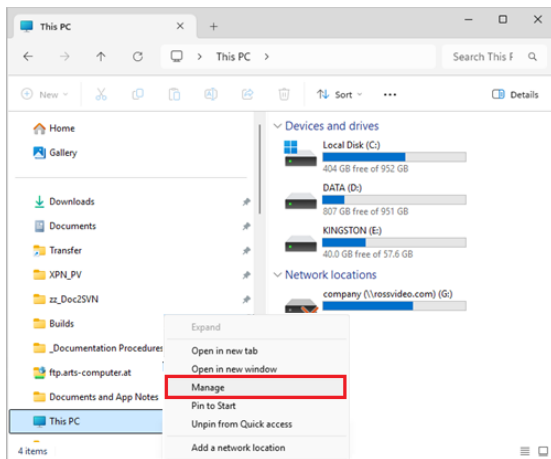 This PC
This PC
Search This F
New
Sort
Details
Home
Gallery
Downloads
Documents
Transfer
XPN_PV
zz_Doc2SVN
Builds
_Documentation Procedures
ftp.arts-computer.at
Documents and App Notes
This PC
Devices and drives
Local Disk (C:)
404 GB free of 952 GB
DATA (D:)
807 GB free of 951 GB
KINGSTON (E:)
40.0 GB free of 57.6 GB
Network locations
company (\\rossvideo.com) (G:)
Expand
Open in new tab
Open in new window
Manage
Pin to Start
Unpin from Quick access
Add a network location
4 items